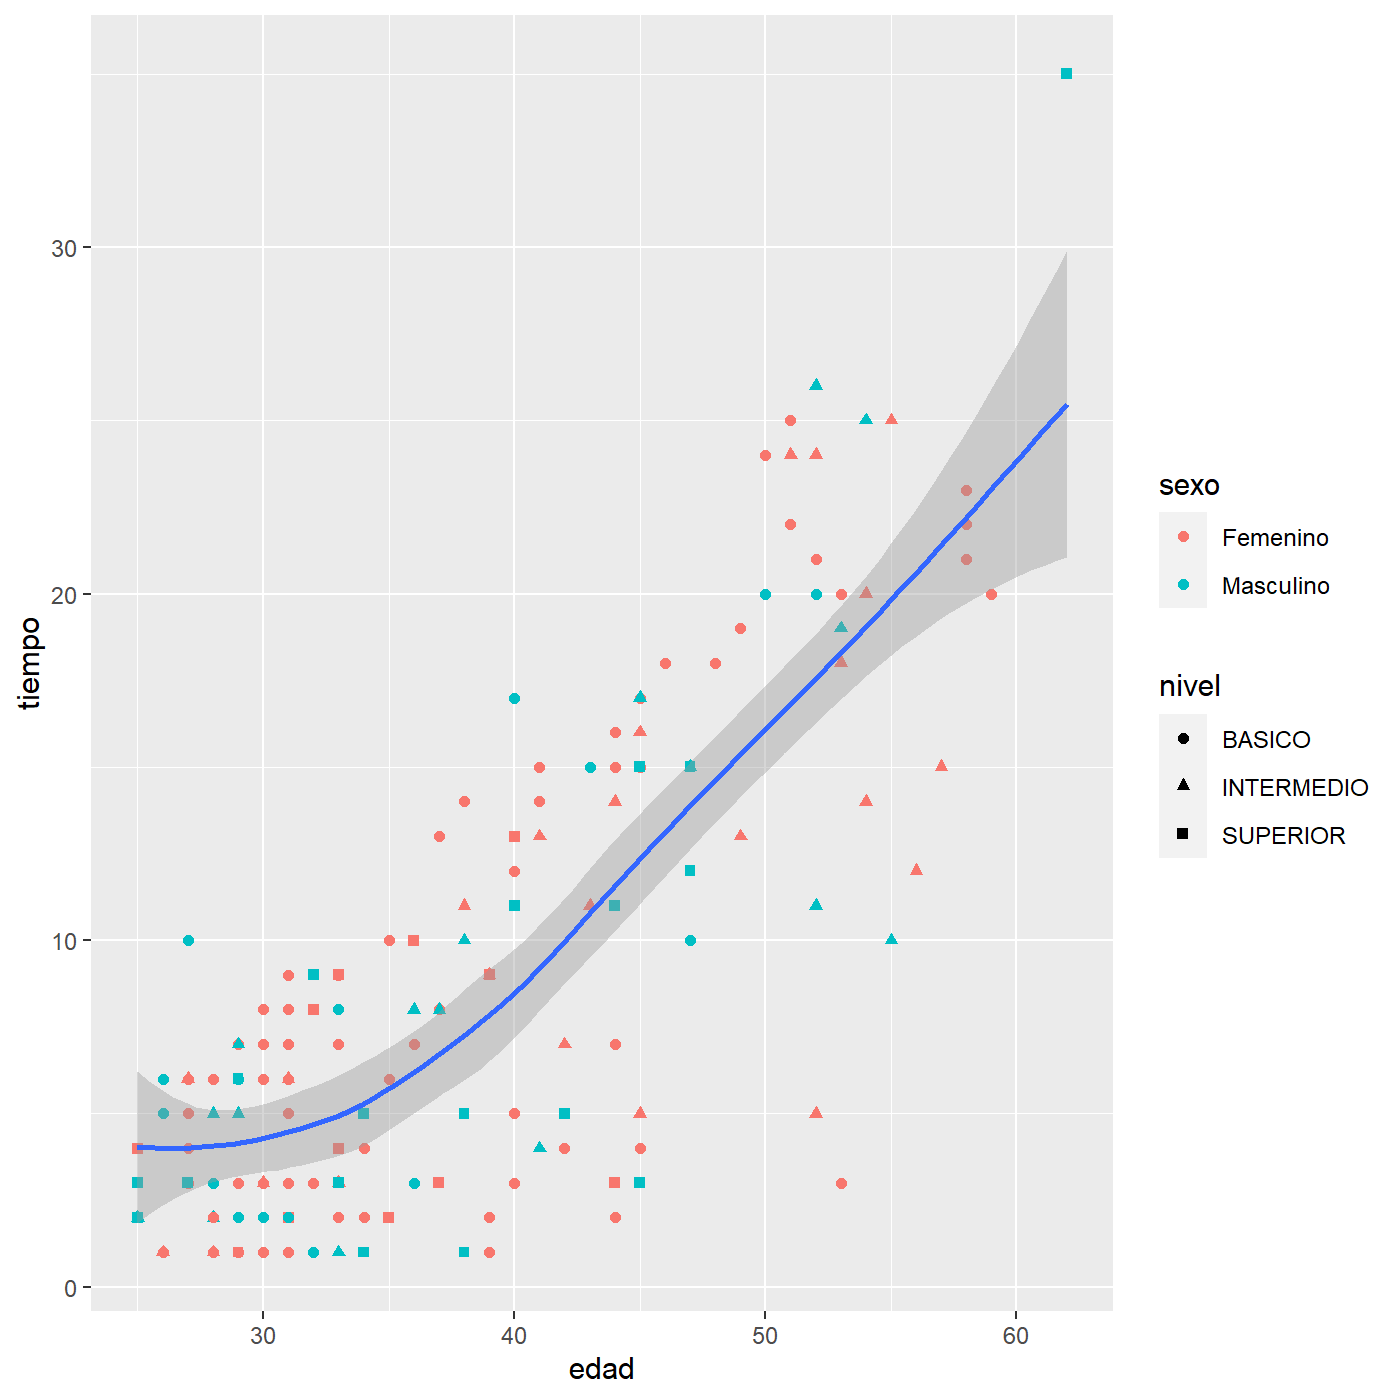 tiempo
30
20
10
0
30
40
50
60
edad
sexo
Femenino
Masculino
nivel
BASICO
INTERMEDIO
SUPERIOR